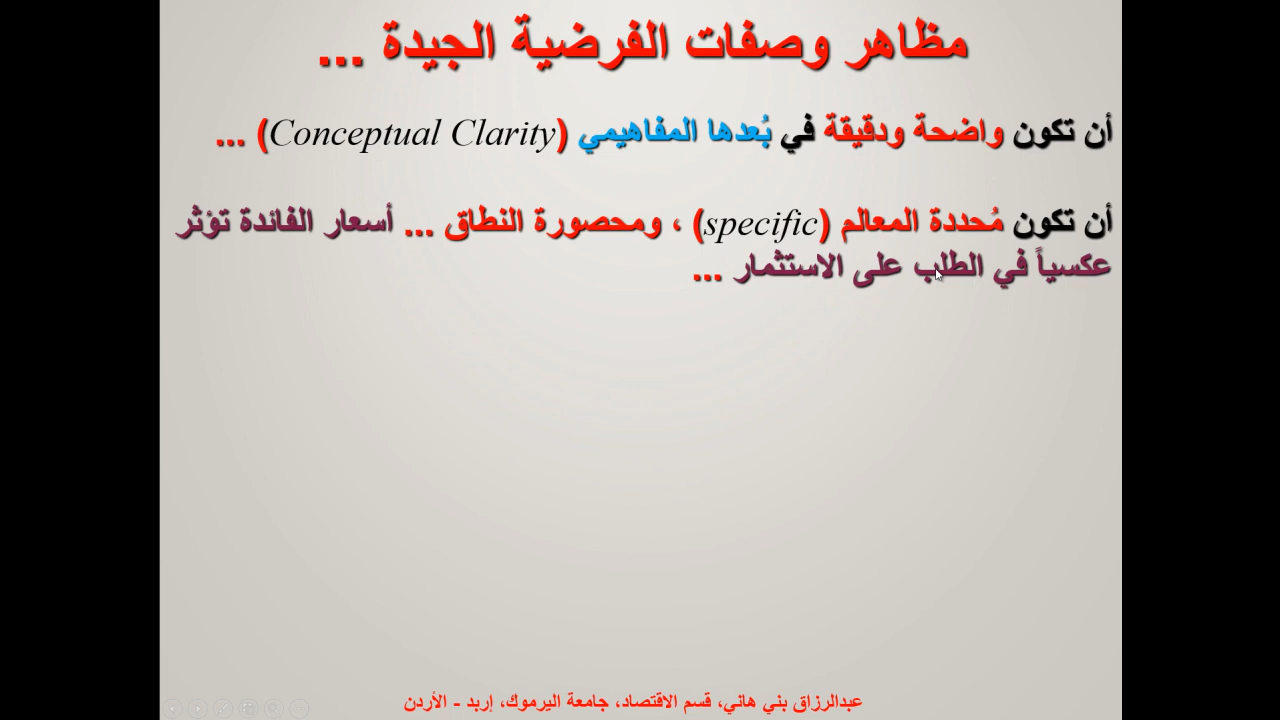 مظاهر وصفات الفرضية الجيدة ...
أن تكون واضحة ودقيقة في بُعدها المفاهيمي (Conceptual Clarity) ...
أن تكون مُحددة المعالم (specific) ، ومحصورة النطاق ... أسعار الفائدة تؤثر
عكسياً في الطلب على الاستثمار ...
عبدالرزاق بني هاني، قسم الاقتصاد، جامعة اليرموك، إربد - الأردن